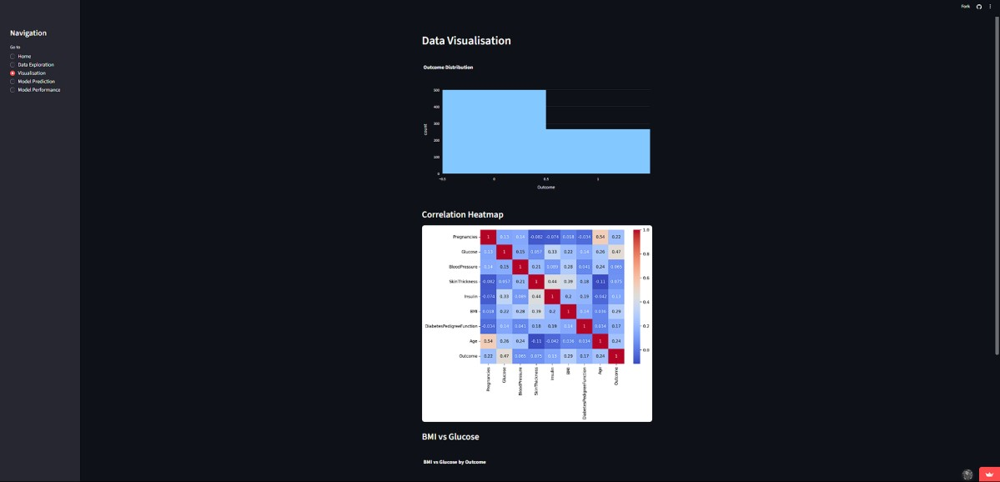 Fork
Navigation
Go to
Home
Data Exploration
Visualisation
Model Prediction
Model Performance
Data Visualisation
Outcome Distribution
500
400
300
200
100
0
count
−0.5 0 0.5 1
Outcome
Correlation Heatmap
Pregnancies 1 0.13 0.14 -0.082 -0.074 0.018 -0.034 0.54 0.22
Glucose 0.13 1 0.15 0.057 0.33 0.22 0.14 0.26 0.47
BloodPressure 0.14 0.15 1 0.21 0.089 0.28 0.041 0.24 0.065
SkinThickness -0.082 0.057 0.21 1 0.44 0.39 0.18 -0.11 0.075
Insulin -0.074 0.33 0.089 0.44 1 0.2 0.19 -0.042 0.13
BMI 0.018 0.22 0.28 0.39 0.2 1 0.14 0.036 0.29
DiabetesPedigreeFunction -0.034 0.14 0.041 0.18 0.19 0.14 1 0.034 0.17
Age 0.54 0.26 0.24 -0.11 -0.042 0.036 0.034 1 0.24
Outcome 0.22 0.47 0.065 0.075 0.13 0.29 0.17 0.24 1
Pregnancies
Glucose
BloodPressure
SkinThickness
Insulin
BMI
DiabetesPedigreeFunction
Age
Outcome
1.0
0.8
0.6
0.4
0.2
0.0
BMI vs Glucose
BMI vs Glucose by Outcome